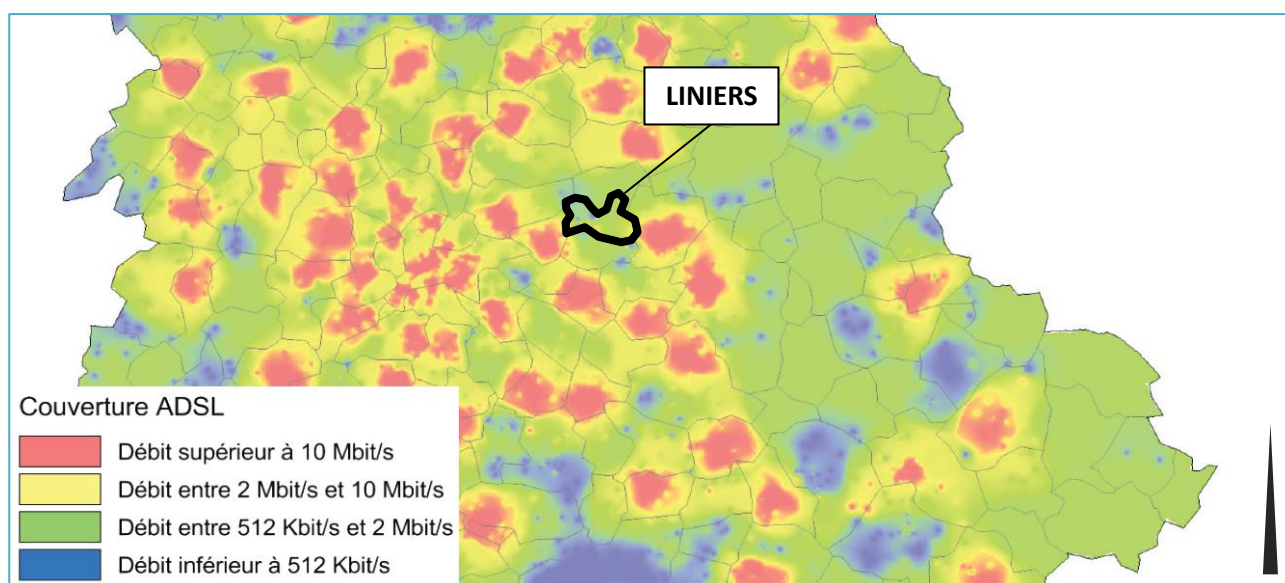 LINIERS
Couverture ADSL
Débit supérieur à 10 Mbit/s
Débit entre 2 Mbit/s et 10 Mbit/s
Débit entre 512 Kbit/s et 2 Mbit/s
Débit inférieur à 512 Kbit/s